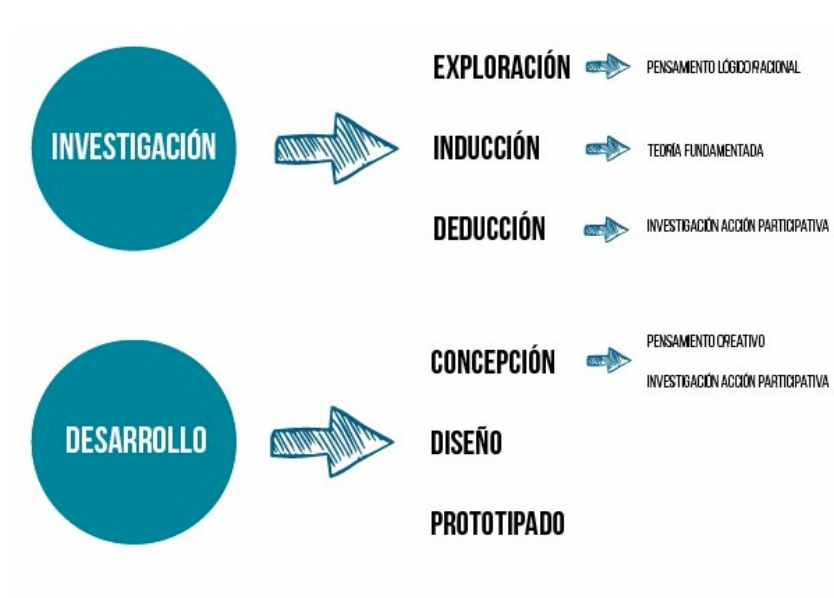 INVESTIGACIÓN
EXPLORACIÓN
PENSAMIENTO LÓGICO RACIONAL
INDUCCIÓN
TEORÍA FUNDAMENTADA
DEDUCCIÓN
INVESTIGACIÓN ACCIÓN PARTICIPATIVA
DESARROLLO
CONCEPCIÓN
PENSAMIENTO CREATIVO
INVESTIGACIÓN ACCIÓN PARTICIPATIVA
DISEÑO
PROTOTIPADO